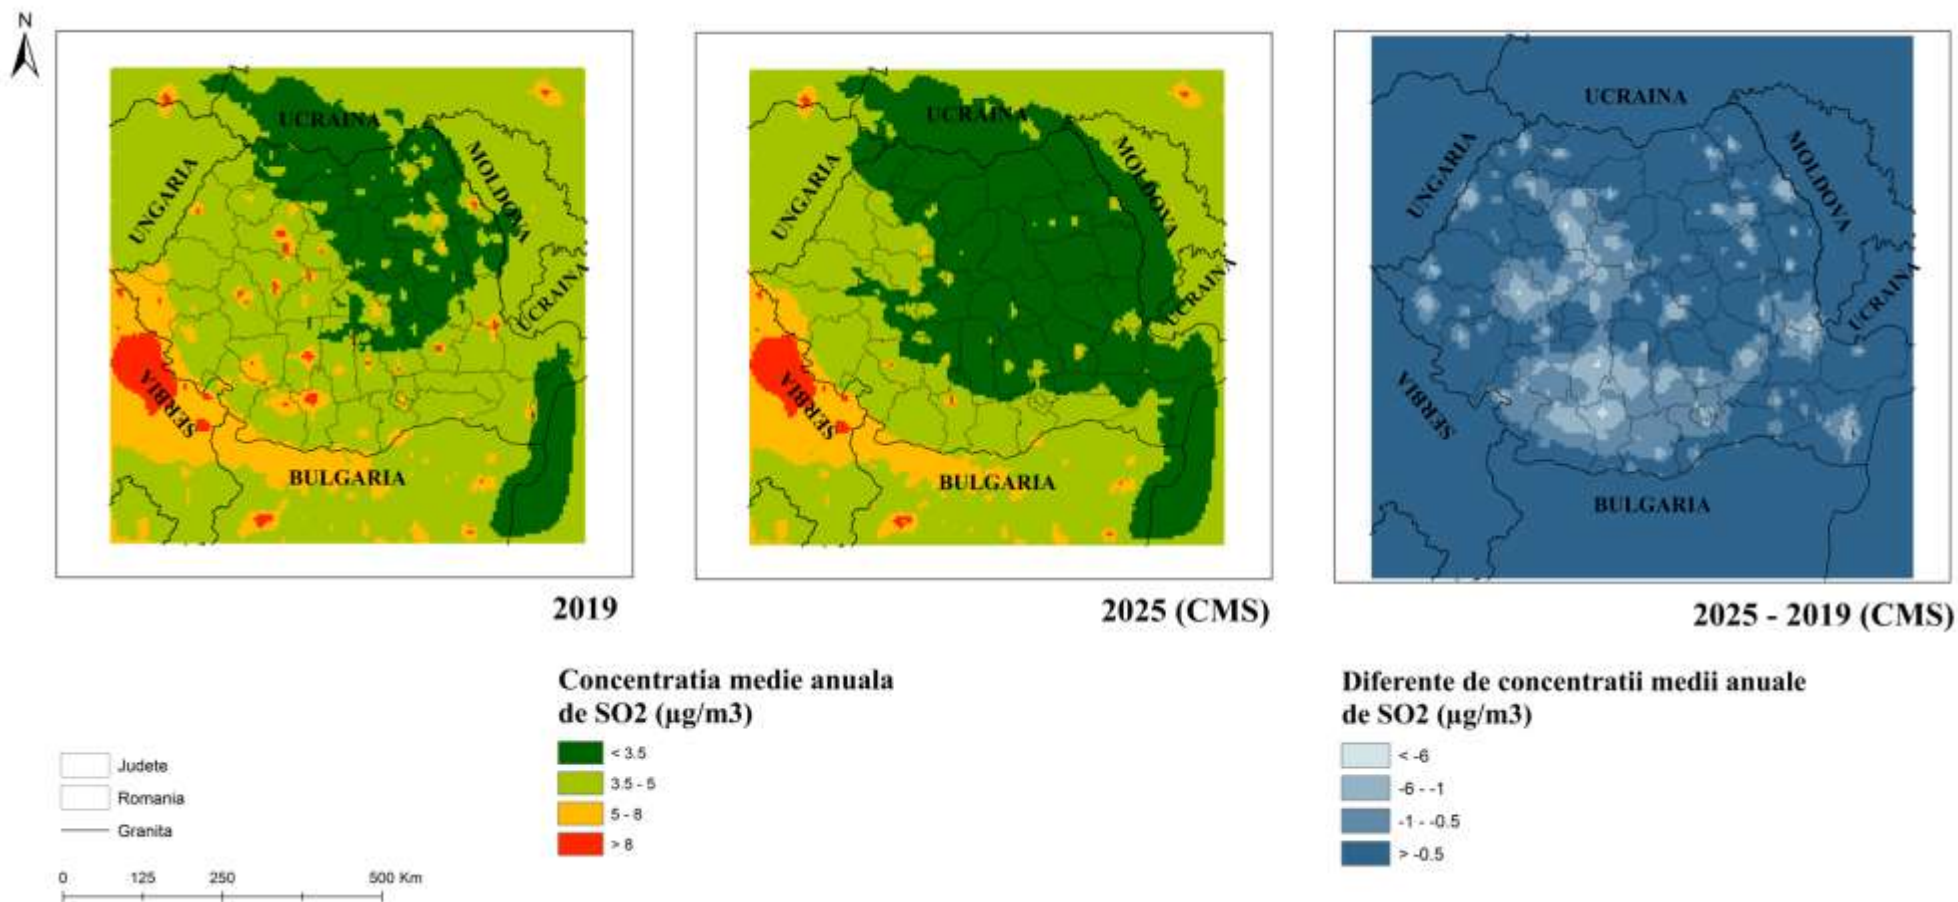 N
UCRAINA
UNGARIA
MOLDOVA
UCRAINA
SERBIA
BULGARIA
2019
UCRAINA
UNGARIA
MOLDOVA
UCRAINA
SERBIA
BULGARIA
2025 (CMS)
UCRAINA
UNGARIA
MOLDOVA
UCRAINA
SERBIA
BULGARIA
2025 - 2019 (CMS)
Judete
Romania
Granita
0 125 250 500 Km
Concentratia medie anuala
de SO2 (µg/m3)
< 3.5
3.5 - 5
5 - 8
> 8
Diferente de concentratii medii anuale
de SO2 (µg/m3)
< -6
-6 - -1
-1 - -0.5
> -0.5